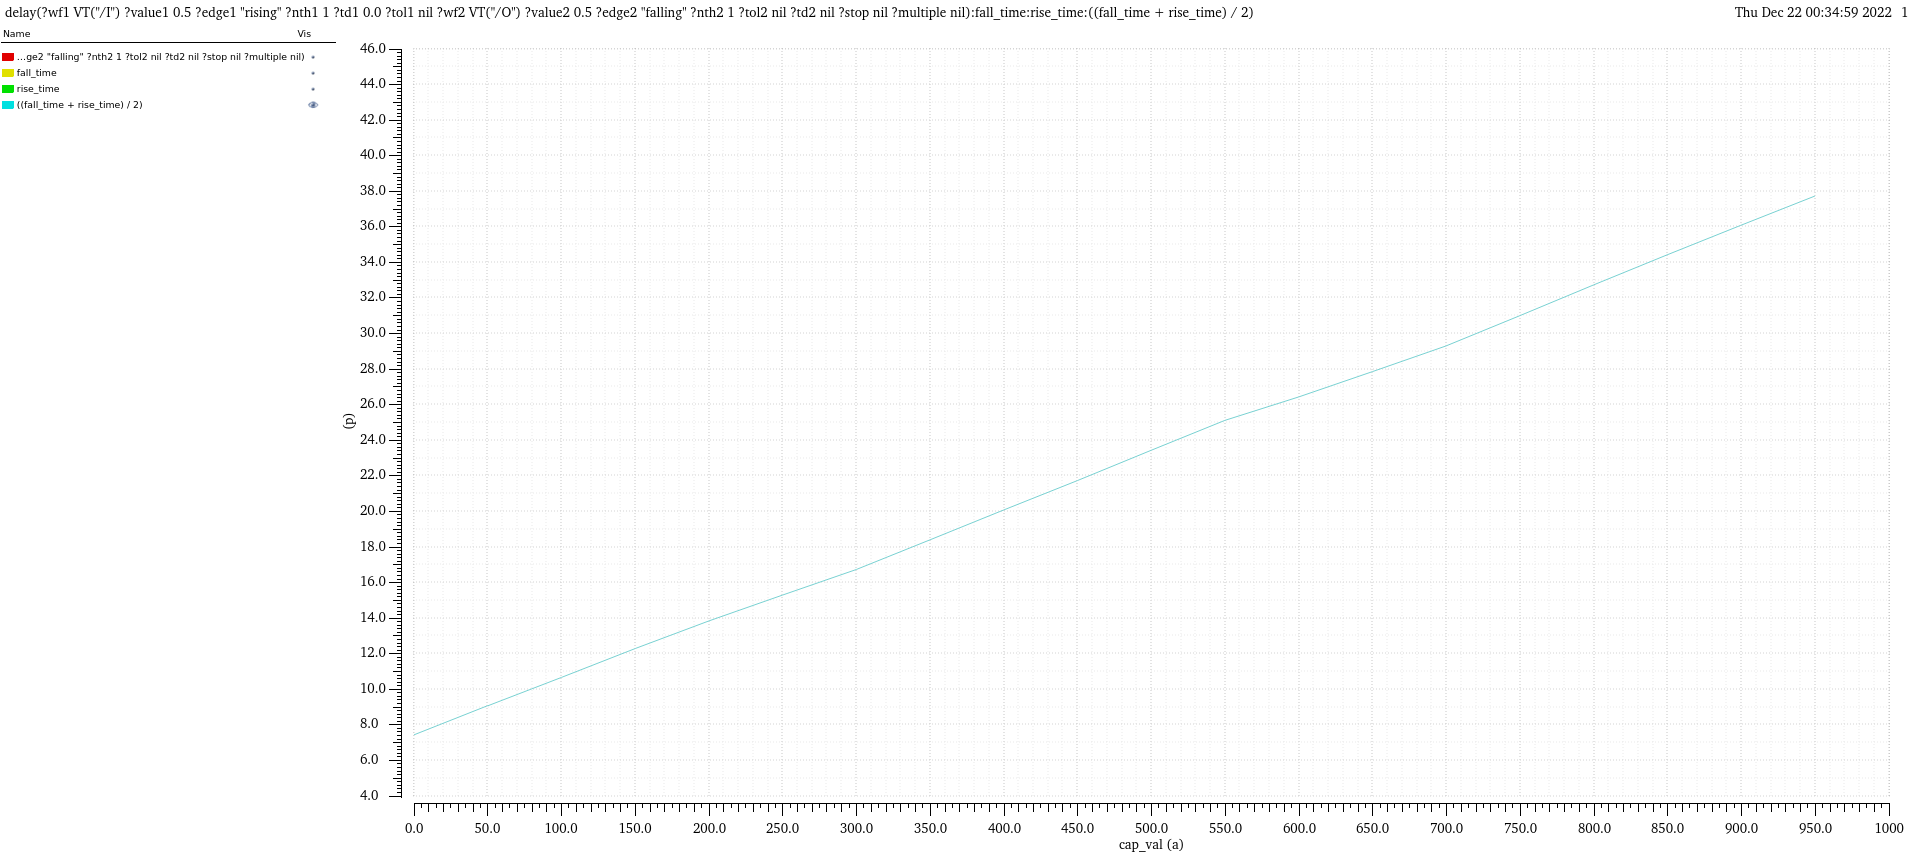 delay(?wf1 VT("/I") ?value1 0.5 ?edge1 "rising" ?nth1 1 ?td1 0.0 ?tol1 nil ?wf2 VT("/O") ?value2 0.5 ?edge2 "falling" ?nth2 1 ?tol2 nil ?td2 nil ?stop nil ?multiple nil):fall_time:rise_time:((fall_time + rise_time) / 2) Thu Dec 22 00:34:59 2022 1
Name Vis
...ge2 "falling" ?nth2 1 ?tol2 nil ?td2 nil ?stop nil ?multiple nil)
fall_time
rise_time
((fall_time + rise_time) / 2)
46.0
44.0
42.0
40.0
38.0
36.0
34.0
32.0
30.0
28.0
26.0
(p)
24.0
22.0
20.0
18.0
16.0
14.0
12.0
10.0
8.0
6.0
4.0
0.0 50.0 100.0 150.0 200.0 250.0 300.0 350.0 400.0 450.0 500.0 550.0 600.0 650.0 700.0 750.0 800.0 850.0 900.0 950.0 1000
cap_val (a)